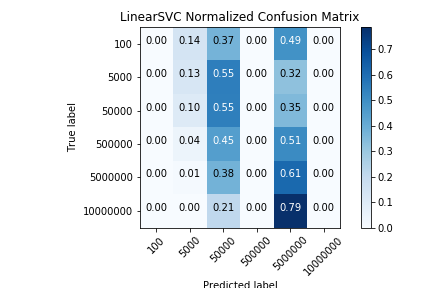 LinearSVC Normalized Confusion Matrix
True label
100 0.00 0.14 0.37 0.00 0.49 0.00
5000 0.00 0.13 0.55 0.00 0.32 0.00
50000 0.00 0.10 0.55 0.00 0.35 0.00
500000 0.00 0.04 0.45 0.00 0.51 0.00
5000000 0.00 0.01 0.38 0.00 0.61 0.00
10000000 0.00 0.00 0.21 0.00 0.79 0.00
100 5000 50000 500000 5000000 10000000
Predicted label
0.7
0.6
0.5
0.4
0.3
0.2
0.1
0.0